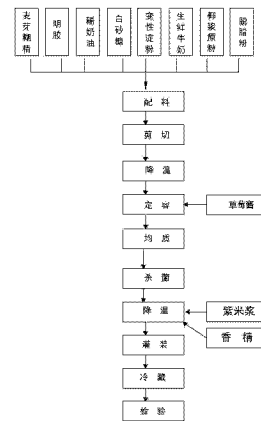 麦芽糊精
明胶
稀奶油
白砂糖
变性淀粉
生鲜牛奶
椰浆原粉
脱脂粉
配料
剪切
降温
定容
草莓酱
均质
杀菌
降温
紫米浆
香精
灌装
冷藏
检验